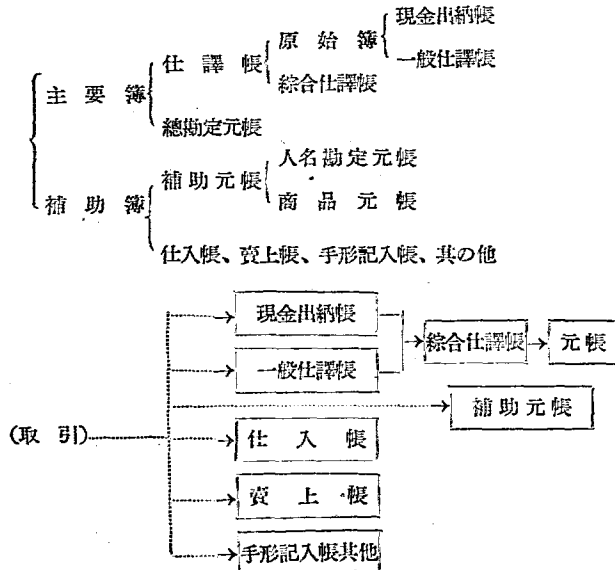 現金出納帳
原始簿
一般仕譯帳
仕譯帳
綜合仕譯帳
主要簿
總勘定元帳
人名勘定元帳
補助元帳
商品元帳
補助簿
仕入帳、賣上帳、手形記入帳、其の他
現金出納帳
綜合仕譯帳
元帳
一般仕譯帳
補助元帳
(取引)
仕入帳
賣上帳
手形記入帳其他